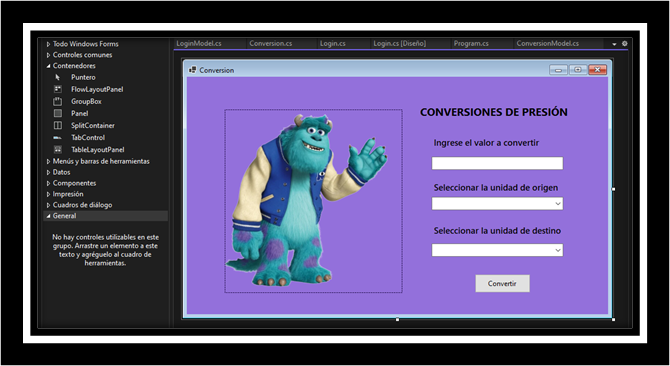 Todo Windows Forms
Controles comunes
Contenedores
Puntero
FlowLayoutPanel
GroupBox
Panel
SplitContainer
TabControl
TableLayoutPanel
Menús y barras de herramientas
Datos
Componentes
Impresión
Cuadros de diálogo
General
No hay controles utilizables en este
grupo. Arrastre un elemento a este
texto y agréguelo al cuadro de
herramientas.
LoginModel.cs Conversion.cs Login.cs Login.cs [Diseño] Program.cs ConversionModel.cs
Conversion
CONVERSIONES DE PRESIÓN
Ingrese el valor a convertir
Seleccionar la unidad de origen
Seleccionar la unidad de destino
Convertir